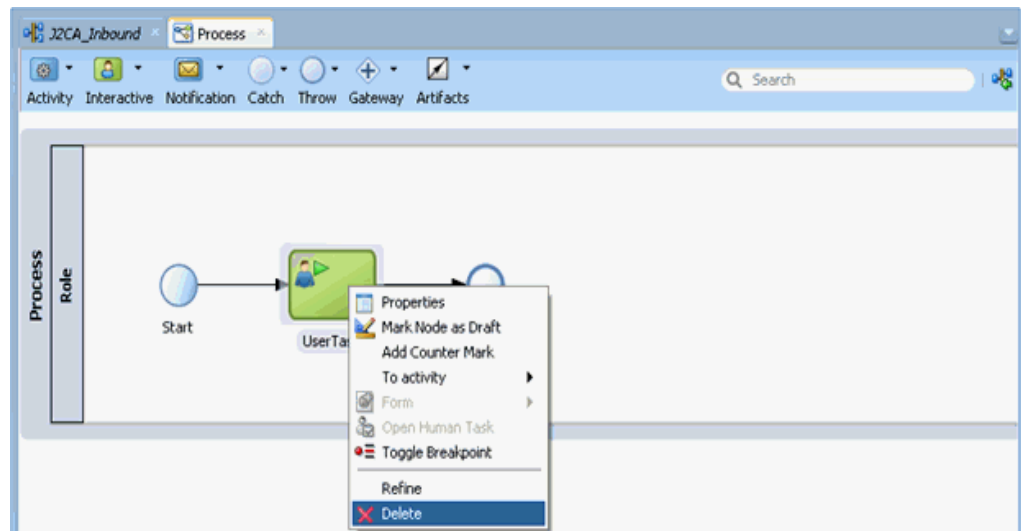 J2CA_Inbound Process
Activity Interactive Notification Catch Throw Gateway Artifacts
Search
Process
Role
Start
UserTas
Properties
Mark Node as Draft
Add Counter Mark
To activity
Form
Open Human Task
Toggle Breakpoint
Refine
Delete